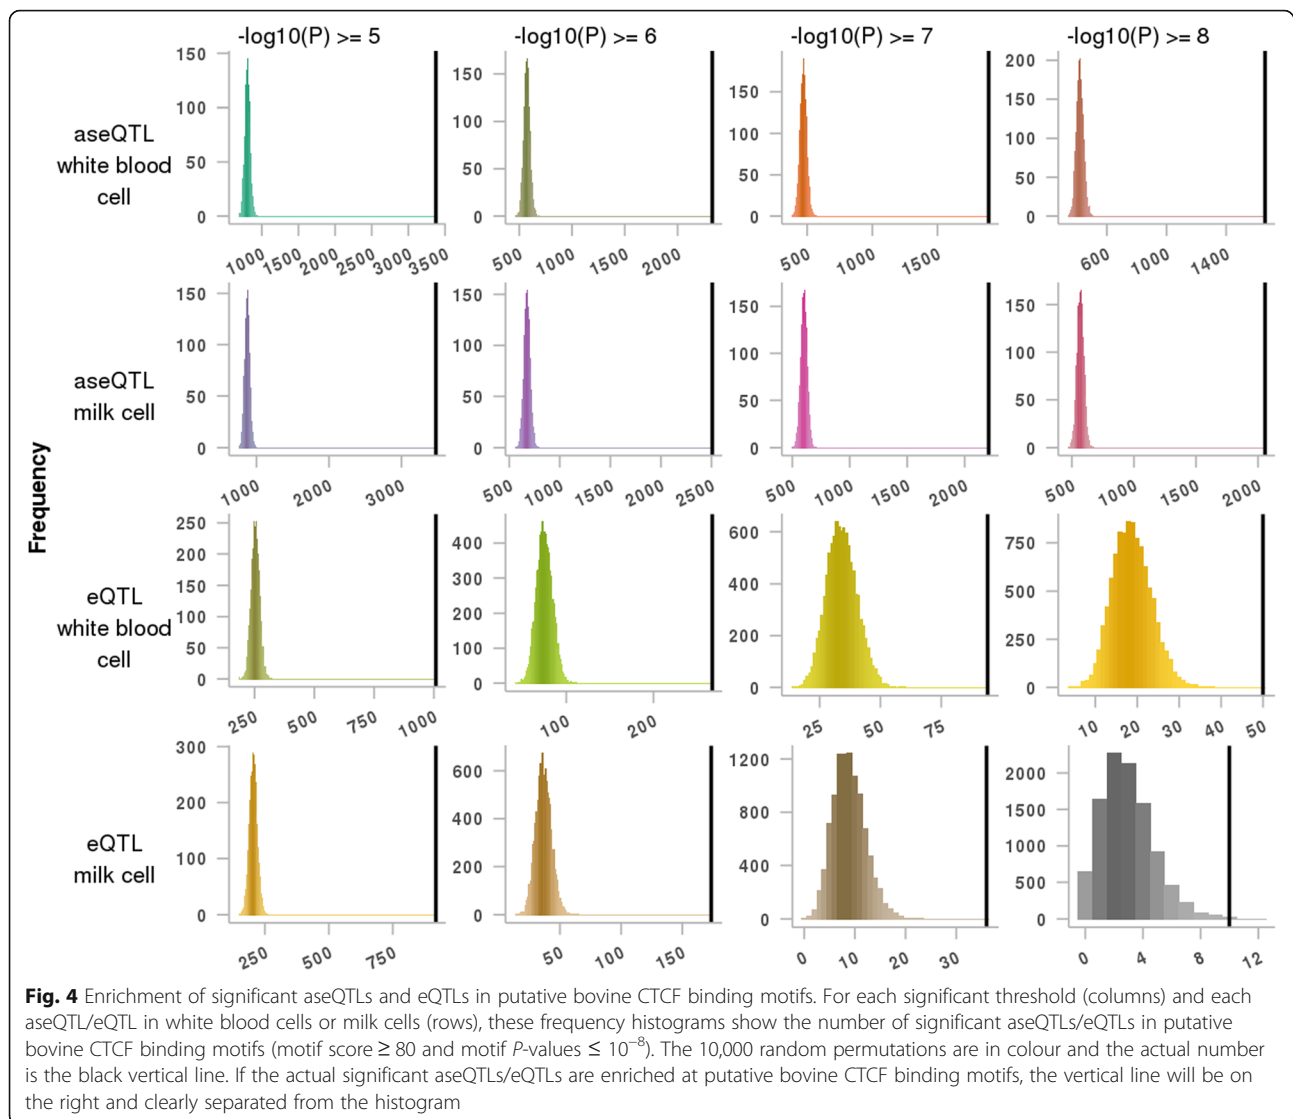 -log10(P) >= 5 -log10(P) >= 6 -log10(P) >= 7 -log10(P) >= 8
Frequency
aseQTL
white blood
cell
150
100
50
0
1000 1500 2000 2500 3000 3500
150
100
50
0
500 1000 1500 2000
150
100
50
0
500 1000 1500
200
150
100
50
0
600 1000 1400
aseQTL
milk cell
150
100
50
0
1000 2000 3000
150
100
50
0
500 1000 1500 2000 2500
150
100
50
0
500 1000 1500 2000
150
100
50
0
500 1000 1500 2000
eQTL
white blood
cell
250
200
150
100
50
0
250 500 750 1000
400
300
200
100
0
100 200
600
400
200
0
25 50 75
750
500
250
0
10 20 30 40 50
eQTL
milk cell
300
200
100
0
250 500 750
600
400
200
0
50 100 150
1200
800
400
0
0 10 20 30
2000
1500
1000
500
0
0 4 8 12
Fig. 4 Enrichment of significant aseQTLs and eQTLs in putative bovine CTCF binding motifs. For each significant threshold (columns) and each
aseQTL/eQTL in white blood cells or milk cells (rows), these frequency histograms show the number of significant aseQTLs/eQTLs in putative
bovine CTCF binding motifs (motif score ≥ 80 and motif P-values ≤ 10⁻⁸). The 10,000 random permutations are in colour and the actual number
is the black vertical line. If the actual significant aseQTLs/eQTLs are enriched at putative bovine CTCF binding motifs, the vertical line will be on
the right and clearly separated from the histogram